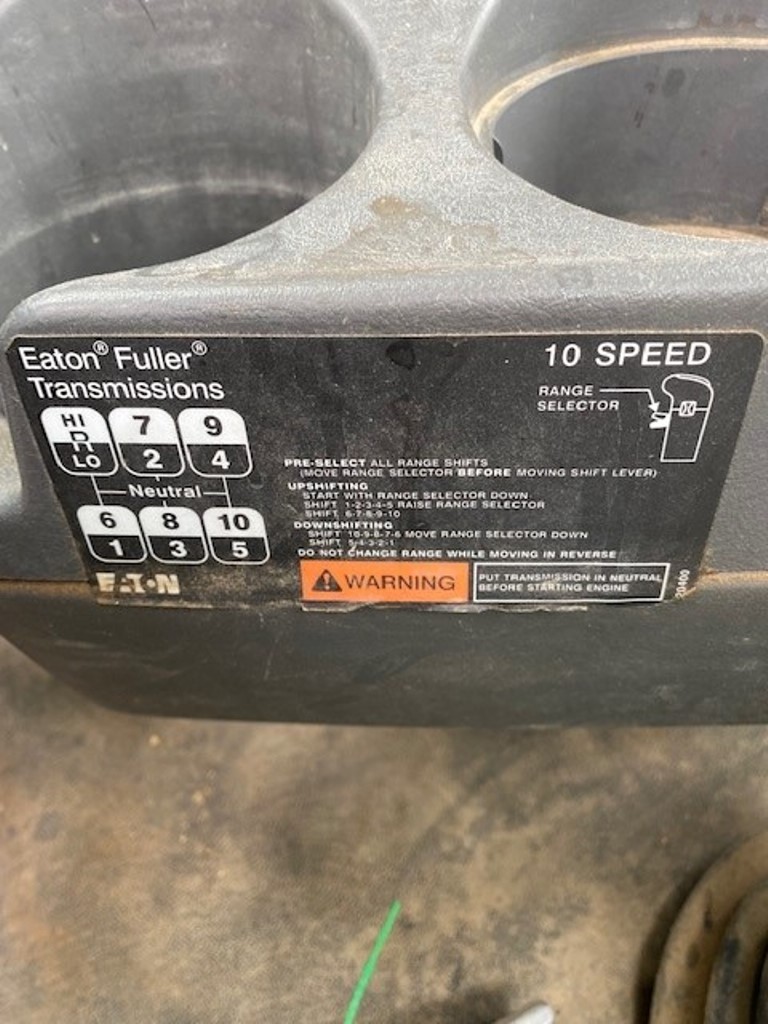 Eaton® Fuller®
Transmissions
10 SPEED
RANGE
SELECTOR
HI 7 9
R
LO 2 4
Neutral
6 8 10
1 3 5
EATON
PRE-SELECT ALL RANGE SHIFTS
(MOVE RANGE SELECTOR BEFORE MOVING SHIFT LEVER)
UPSHIFTING
START WITH RANGE SELECTOR DOWN
SHIFT 1-2-3-4-5 RAISE RANGE SELECTOR
SHIFT 6-7-8-9-10
DOWNSHIFTING
SHIFT 10-9-8-7-6 MOVE RANGE SELECTOR DOWN
SHIFT 5-4-3-2-1
DO NOT CHANGE RANGE WHILE MOVING IN REVERSE
WARNING
PUT TRANSMISSION IN NEUTRAL
BEFORE STARTING ENGINE
20400